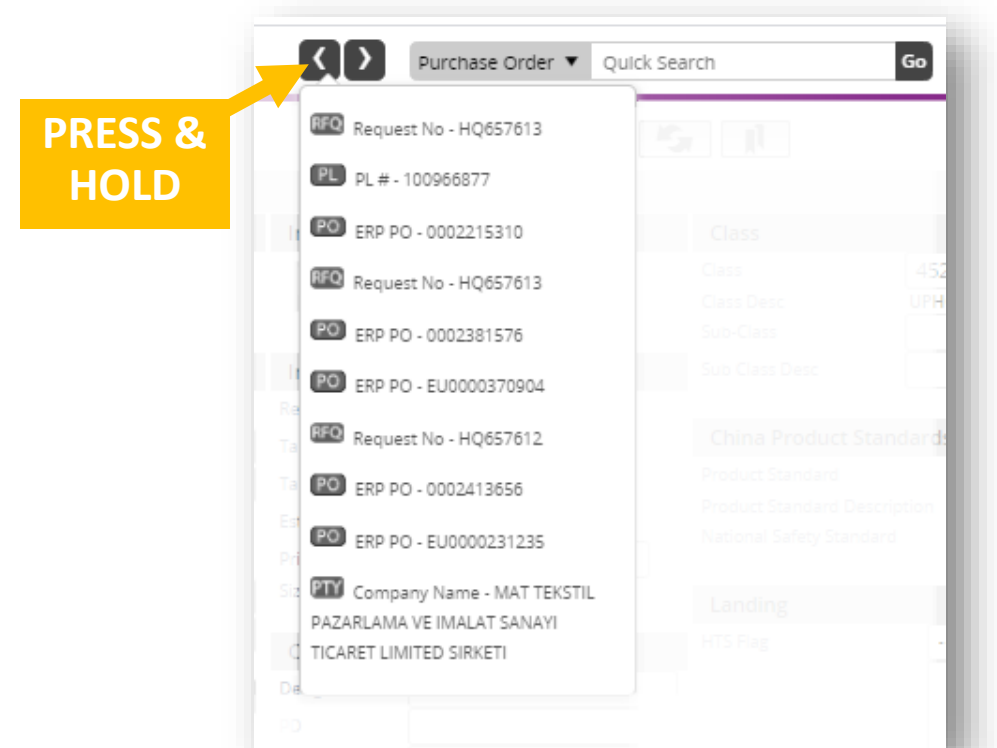 Purchase Order ▼ Quick Search Go
PRESS &
HOLD
RFQ Request No - HQ657613
PL PL # - 100966877
PO ERP PO - 0002215310
RFQ Request No - HQ657613
PO ERP PO - 0002381576
PO ERP PO - EU0000370904
RFQ Request No - HQ657612
PO ERP PO - 0002413656
PO ERP PO - EU0000231235
PTY Company Name - MAT TEKSTIL
PAZARLAMA VE IMALAT SANAYI
TICARET LIMITED SIRKETI
Class
Class 452
Class Desc UPH
Sub-Class
Sub Class Desc
China Product Standards
Product Standard
Product Standard Description
National Safety Standard
Landing
HTS Flag -